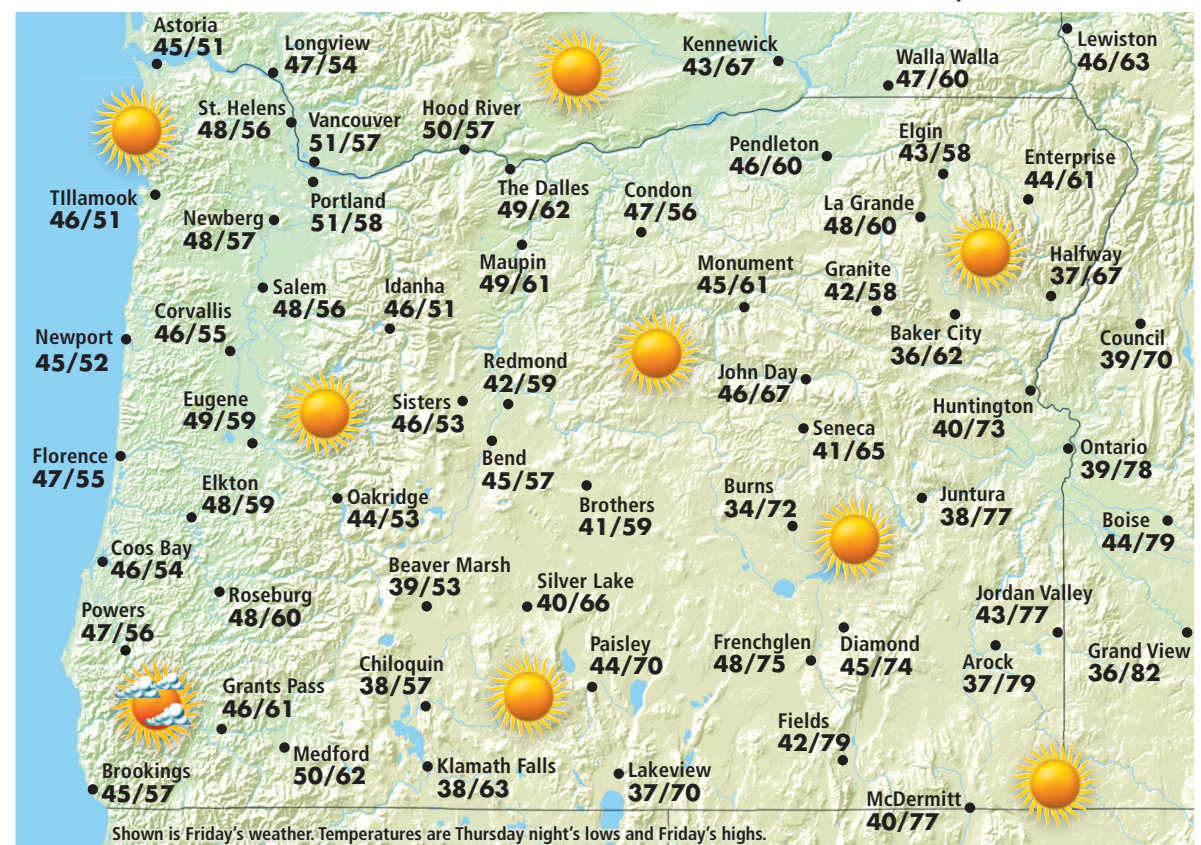 Astoria
45/51
Longview
47/54
Kennewick
43/67
Walla Walla
47/60
Lewiston
46/63
St. Helens
48/56
Vancouver
51/57
Hood River
50/57
Pendleton
46/60
Elgin
43/58
Enterprise
44/61
TIllamook
46/51
Newberg
48/57
Portland
51/58
The Dalles
49/62
Condon
47/56
La Grande
48/60
Maupin
49/61
Monument
45/61
Granite
42/58
Halfway
37/67
Salem
48/56
Idanha
46/51
Corvallis
46/55
Newport
45/52
Baker City
36/62
Council
39/70
Redmond
42/59
John Day
46/67
Eugene
49/59
Sisters
46/53
Huntington
40/73
Seneca
41/65
Florence
47/55
Bend
45/57
Ontario
39/78
Elkton
48/59
Oakridge
44/53
Brothers
41/59
Burns
34/72
Juntura
38/77
Boise
44/79
Coos Bay
46/54
Beaver Marsh
39/53
Silver Lake
40/66
Roseburg
48/60
Jordan Valley
43/77
Powers
47/56
Paisley
44/70
Frenchglen
48/75
Diamond
45/74
Arock
37/79
Grand View
36/82
Chiloquin
38/57
Grants Pass
46/61
Fields
42/79
Medford
50/62
Klamath Falls
38/63
Lakeview
37/70
Brookings
45/57
McDermitt
40/77
Shown is Friday's weather. Temperatures are Thursday night's lows and Friday's highs.